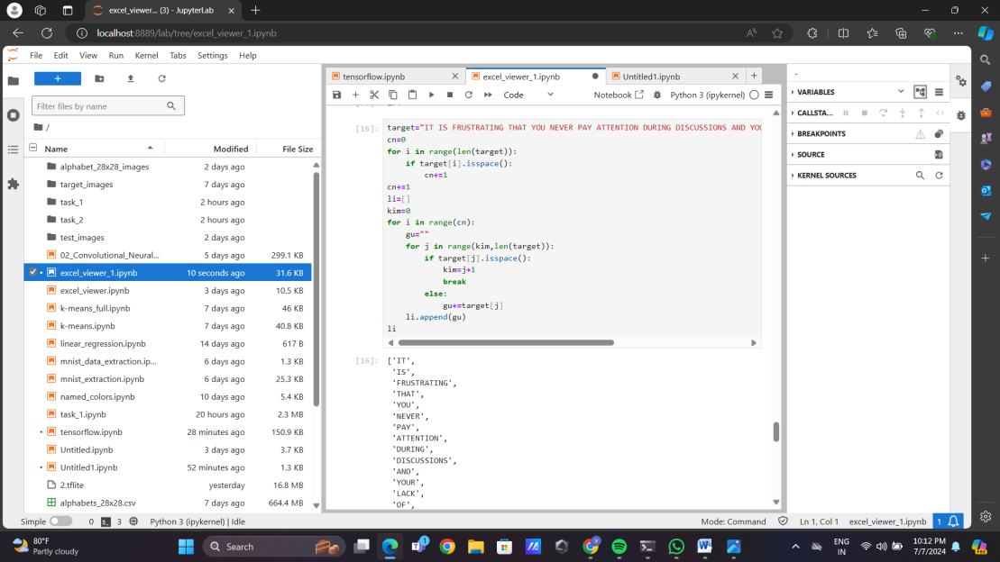 excel_viewer... (3) - JupyterLab
localhost:8889/lab/tree/excel_viewer_1.ipynb
File Edit View Run Kernel Tabs Settings Help
Filter files by name
/
Name Modified File Size
alphabet_28x28_images 2 days ago
target_images 7 days ago
task_1 2 hours ago
task_2 2 hours ago
test_images 2 days ago
02_Convolutional_Neural... 5 days ago 299.1 KB
excel_viewer_1.ipynb 10 seconds ago 31.6 KB
excel_viewer.ipynb 3 days ago 10.5 KB
k-means_full.ipynb 7 days ago 46 KB
k-means.ipynb 7 days ago 40.8 KB
linear_regression.ipynb 14 days ago 617 B
mnist_data_extraction.ip... 6 days ago 1.3 KB
mnist_extraction.ipynb 6 days ago 25.3 KB
named_colors.ipynb 10 days ago 5.4 KB
task_1.ipynb 20 hours ago 2.3 MB
tensorflow.ipynb 28 minutes ago 150.9 KB
Untitled.ipynb 3 days ago 3.7 KB
Untitled1.ipynb 52 minutes ago 1.3 KB
2.tflite yesterday 16.8 MB
alphabets_28x28.csv 7 days ago 664.4 MB
tensorflow.ipynb excel_viewer_1.ipynb Untitled1.ipynb
Code Notebook Python 3 (ipykernel)
[16]: target="IT IS FRUSTRATING THAT YOU NEVER PAY ATTENTION DURING DISCUSSIONS AND YOU
cn=0
for i in range(len(target)):
if target[i].isspace():
cn+=1
cn+=1
li=[]
kim=0
for i in range(cn):
gu=""
for j in range(kim,len(target)):
if target[j].isspace():
kim=j+1
break
else:
gu+=target[j]
li.append(gu)
li
[16]: ['IT',
'IS',
'FRUSTRATING',
'THAT',
'YOU',
'NEVER',
'PAY',
'ATTENTION',
'DURING',
'DISCUSSIONS',
'AND',
'YOUR',
'LACK',
'OF',
-
VARIABLES
CALLSTA...
BREAKPOINTS
SOURCE
KERNEL SOURCES
Simple 0 3 Python 3 (ipykernel) | Idle Mode: Command Ln 1, Col 1 excel_viewer_1.ipynb 1
80°F
Partly cloudy
Search
1
ENG
IN
10:12 PM
7/7/2024